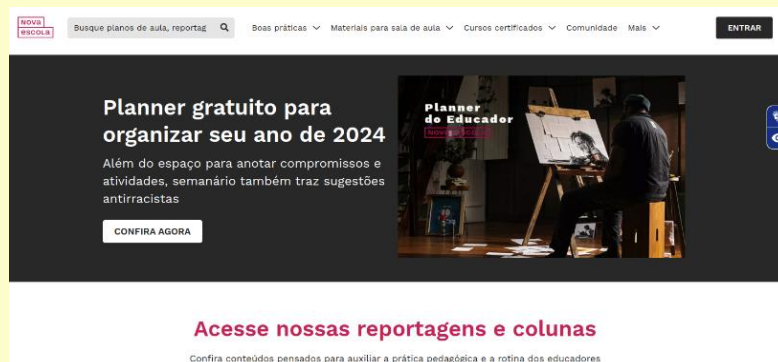 nova
escola
Busque planos de aula, reportag
Boas práticas
Materiais para sala de aula
Cursos certificados
Comunidade
Mais
ENTRAR
Planner gratuito para
organizar seu ano de 2024
Além do espaço para anotar compromissos e
atividades, semanário também traz sugestões
antirracistas
CONFIRA AGORA
Planner
do Educador
NOVA ESCOLA
Acesse nossas reportagens e colunas
Confira conteúdos pensados para auxiliar a prática pedagógica e a rotina dos educadores